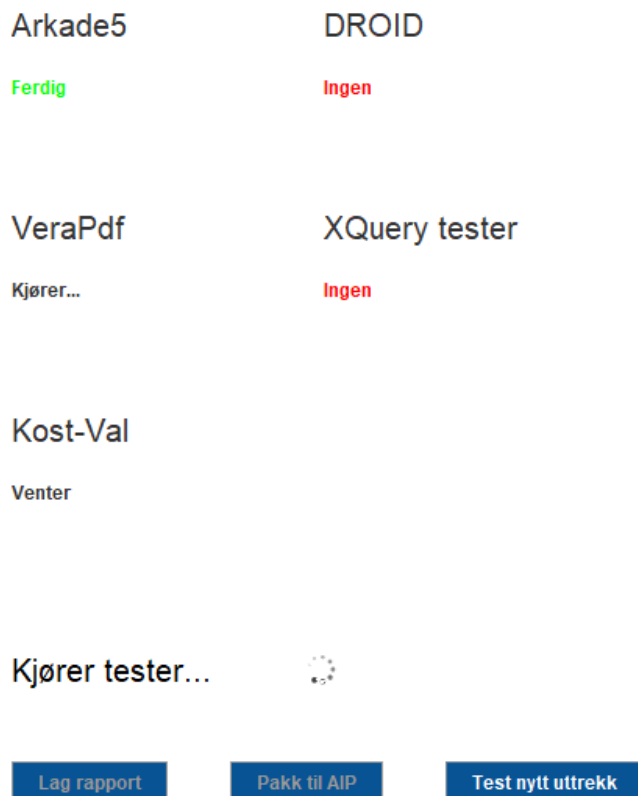 Arkade5
DROID
Ferdig
Ingen
VeraPdf
XQuery tester
Kjører...
Ingen
Kost-Val
Venter
Kjører tester...
Lag rapport
Pakk til AIP
Test nytt uttrekk